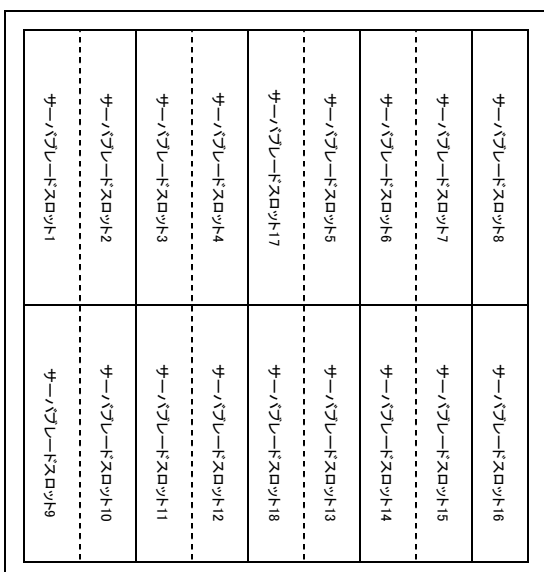 サーバブレードスロット1
サーバブレードスロット2
サーバブレードスロット3
サーバブレードスロット4
サーバブレードスロット17
サーバブレードスロット5
サーバブレードスロット6
サーバブレードスロット7
サーバブレードスロット8
サーバブレードスロット9
サーバブレードスロット10
サーバブレードスロット11
サーバブレードスロット12
サーバブレードスロット18
サーバブレードスロット13
サーバブレードスロット14
サーバブレードスロット15
サーバブレードスロット16